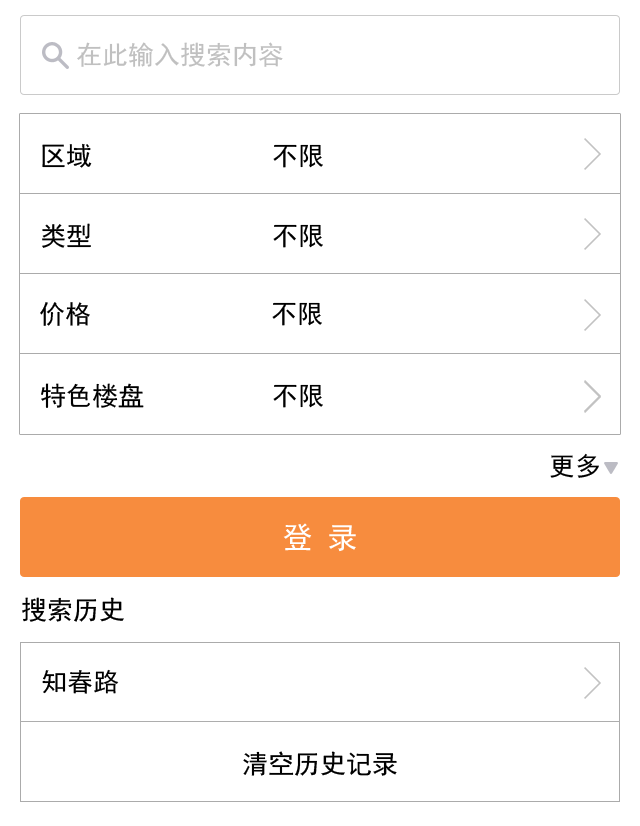 在此输入搜索内容
区域 不限
类型 不限
价格 不限
特色楼盘 不限
更多
登 录
搜索历史
知春路
清空历史记录